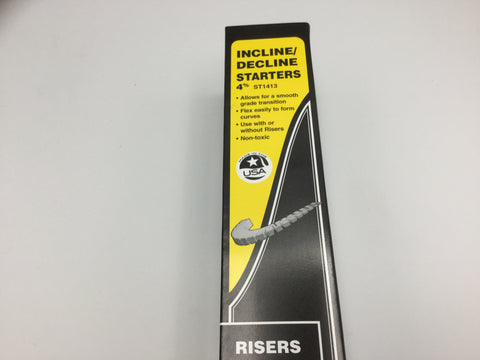 INCLINE/
DECLINE
STARTERS
4% ST1413
• Allows for a smooth
grade transition
• Flex easily to form
curves
• Use with or
without Risers
• Non-toxic
USA
RISERS